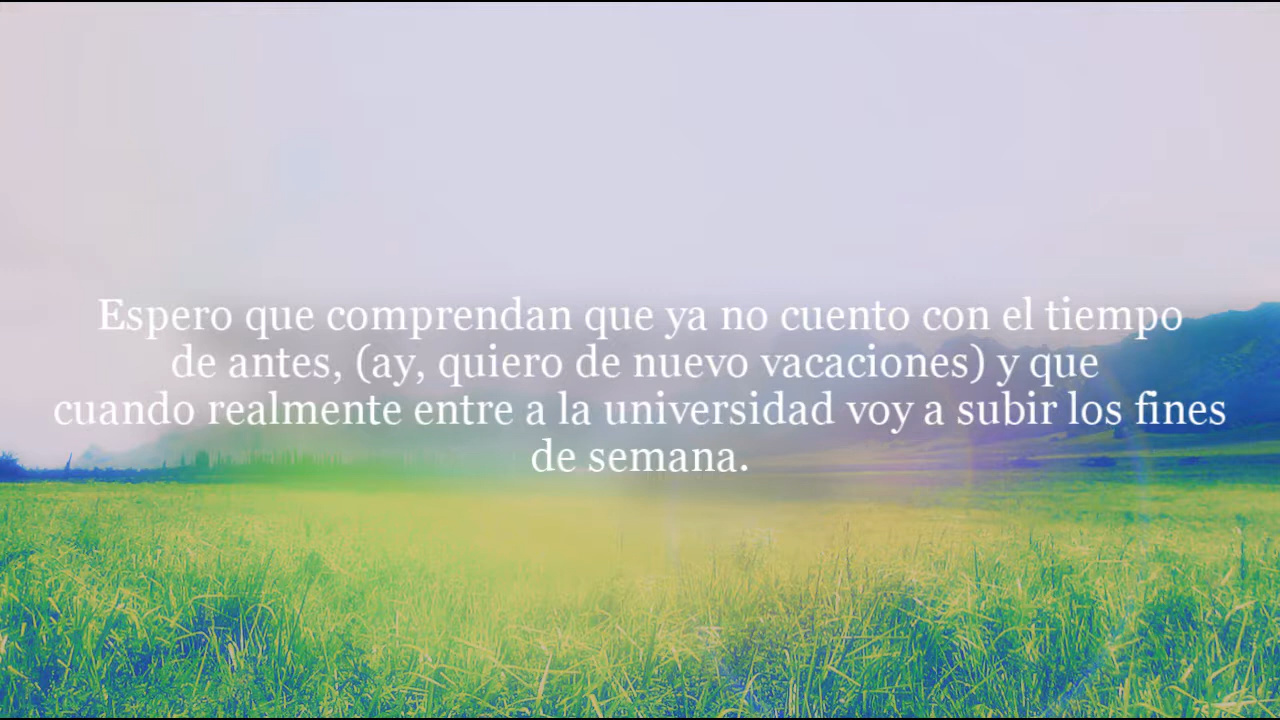 Espero que comprendan que ya no cuento con el tiempo
de antes, (ay, quiero de nuevo vacaciones) y que
cuando realmente entre a la universidad voy a subir los fines
de semana.